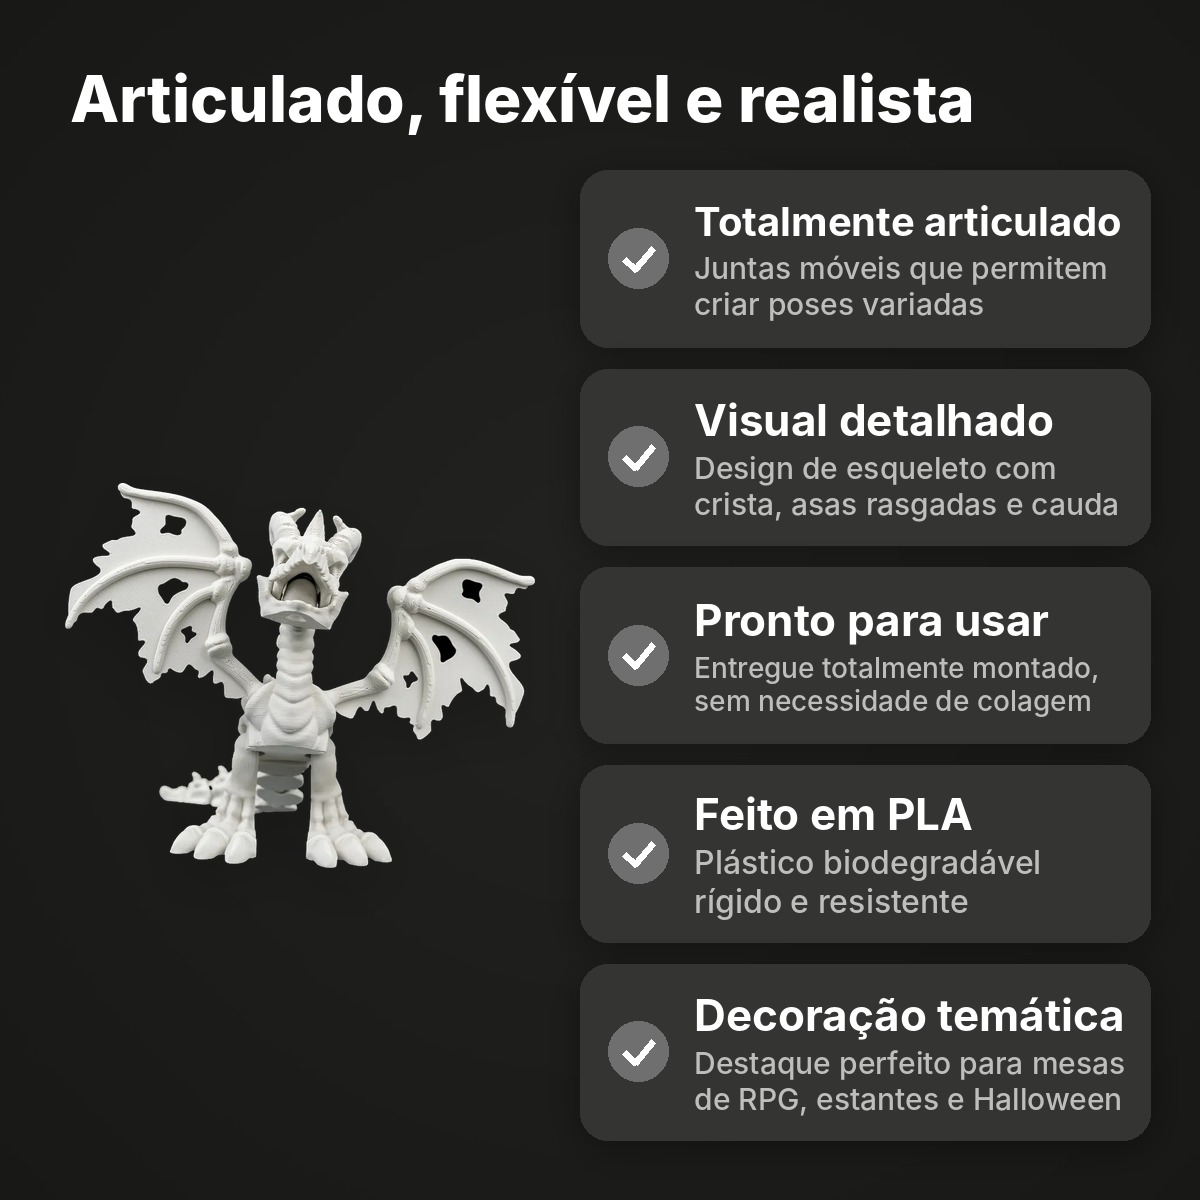 Articulado, flexível e realista
Totalmente articulado
Juntas móveis que permitem
criar poses variadas
Visual detalhado
Design de esqueleto com
crista, asas rasgadas e cauda
Pronto para usar
Entregue totalmente montado,
sem necessidade de colagem
Feito em PLA
Plástico biodegradável
rígido e resistente
Decoração temática
Destaque perfeito para mesas
de RPG, estantes e Halloween